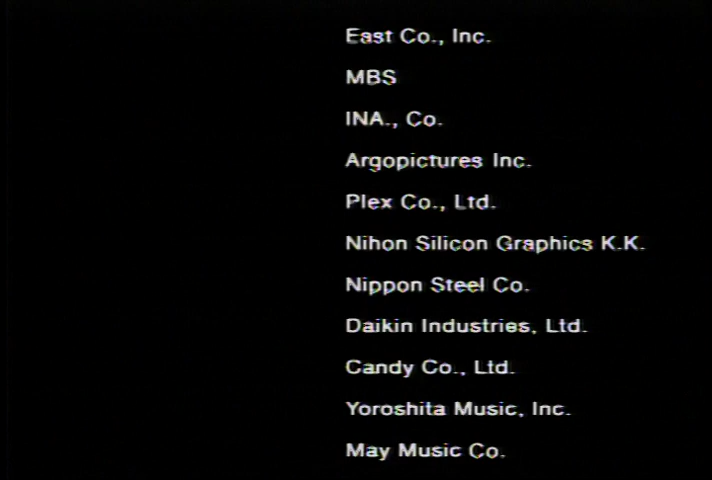 East Co., Inc.
MBS
INA., Co.
Argopictures Inc.
Plex Co., Ltd.
Nihon Silicon Graphics K.K.
Nippon Steel Co.
Daikin Industries, Ltd.
Candy Co., Ltd.
Yoroshita Music, Inc.
May Music Co.